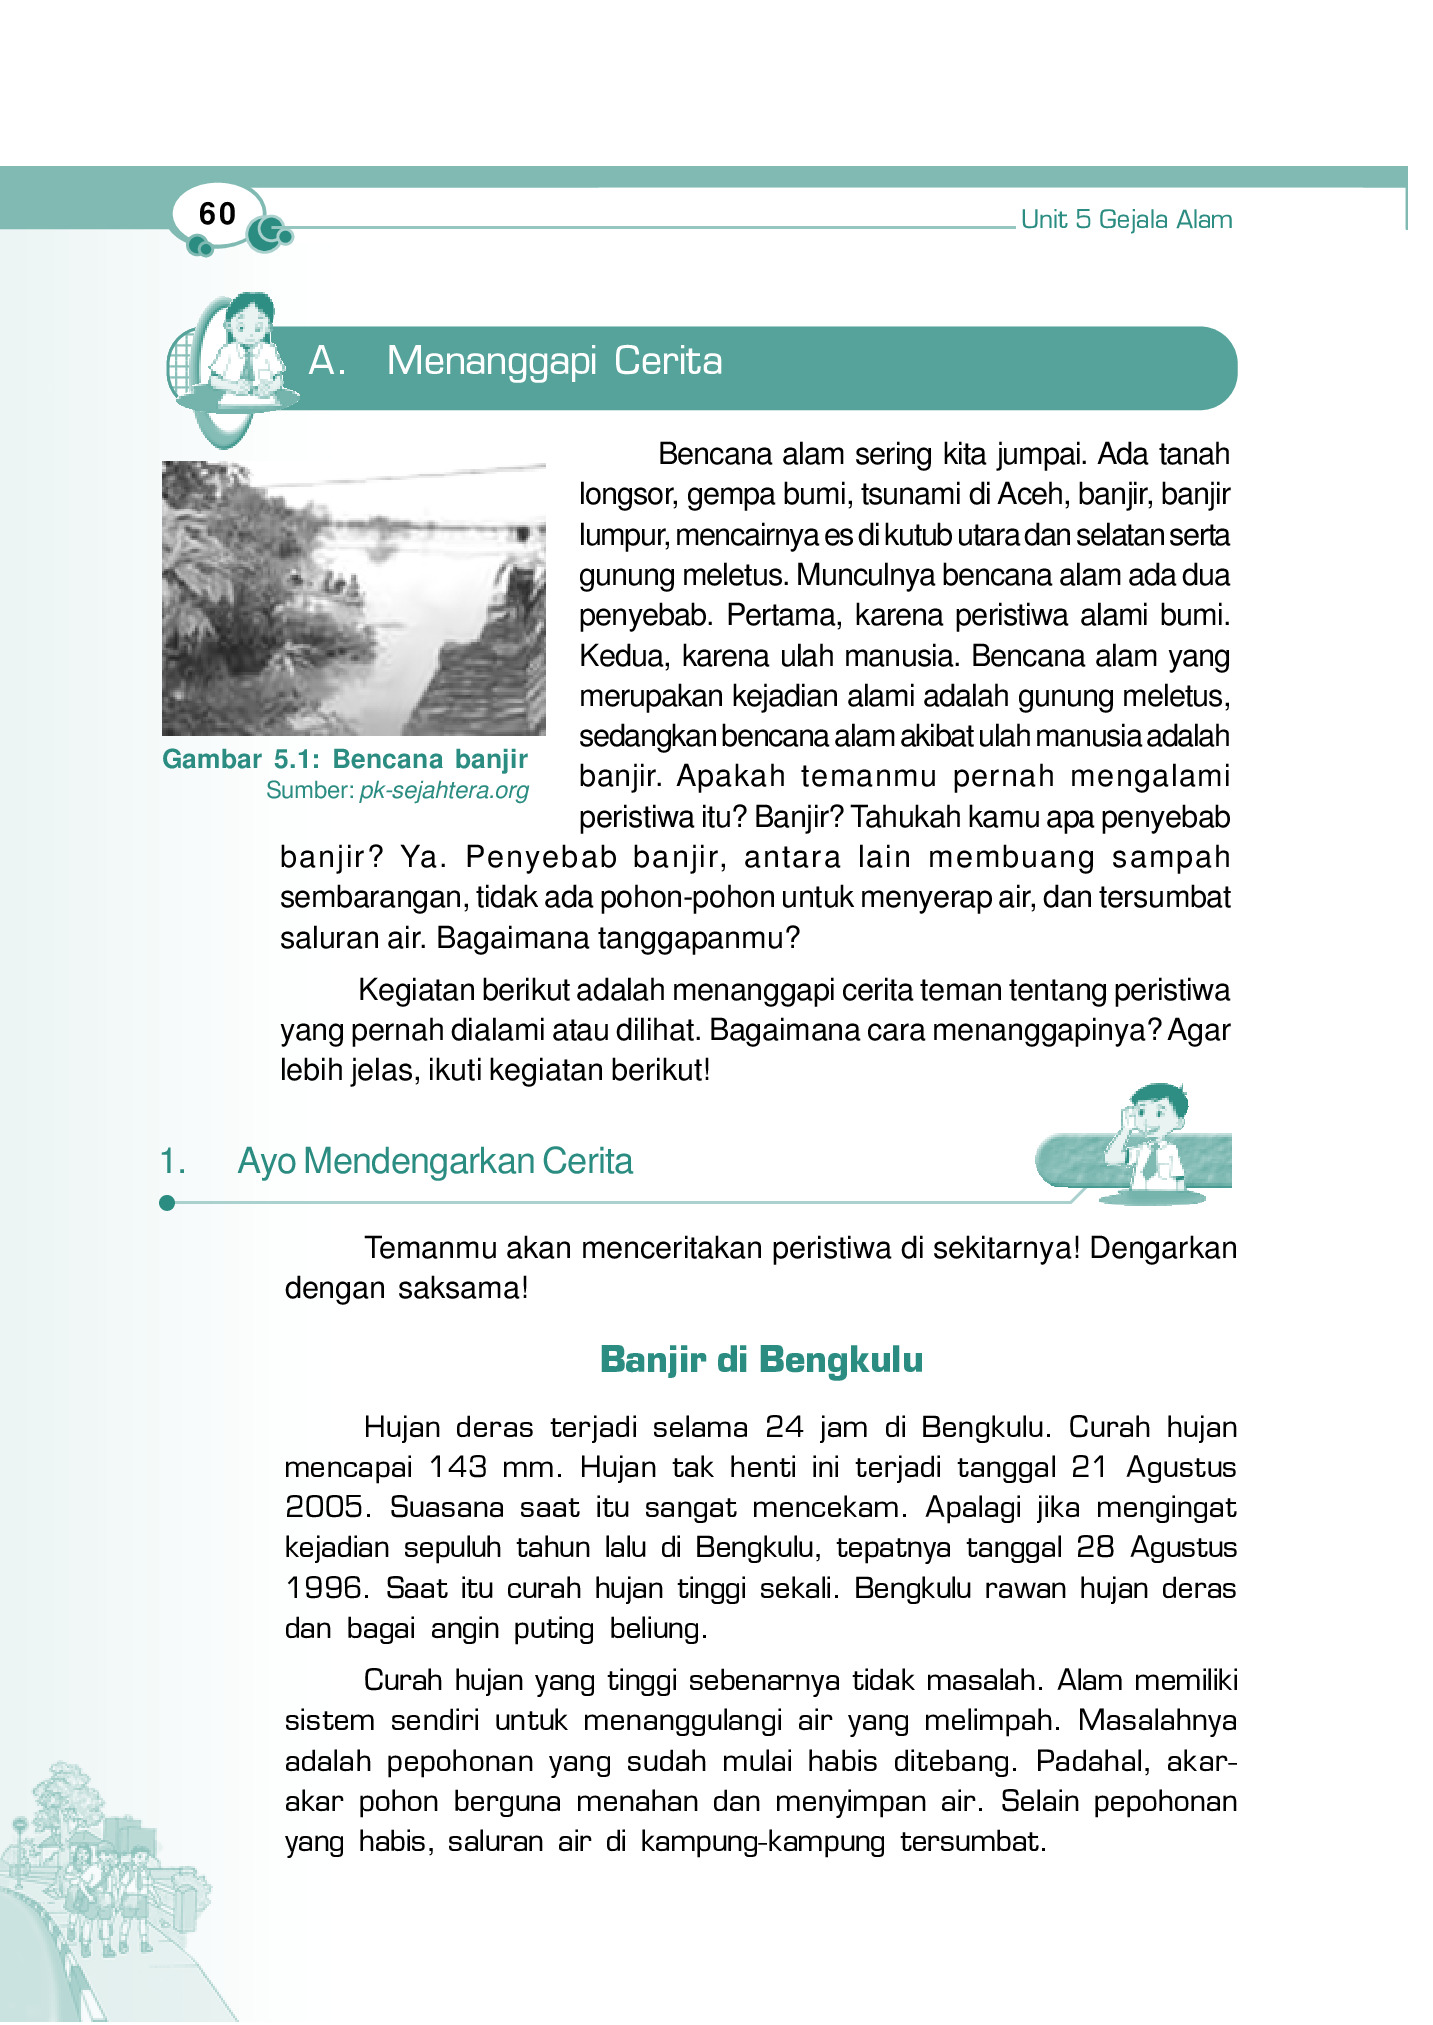 60
Unit 5 Gejala Alam
A. Menanggapi Cerita
Bencana alam sering kita jumpai. Ada tanah
longsor, gempa bumi, tsunami di Aceh, banjir, banjir
lumpur, mencairnya es di kutub utara dan selatan serta
gunung meletus. Munculnya bencana alam ada dua
penyebab. Pertama, karena peristiwa alami bumi.
Kedua, karena ulah manusia. Bencana alam yang
merupakan kejadian alami adalah gunung meletus,
sedangkan bencana alam akibat ulah manusia adalah
banjir. Apakah temanmu pernah mengalami
peristiwa itu? Banjir? Tahukah kamu apa penyebab
banjir? Ya. Penyebab banjir, antara lain membuang sampah
sembarangan, tidak ada pohon-pohon untuk menyerap air, dan tersumbat
saluran air. Bagaimana tanggapanmu?
Gambar 5.1: Bencana banjir
Sumber: pk-sejahtera.org
Kegiatan berikut adalah menanggapi cerita teman tentang peristiwa
yang pernah dialami atau dilihat. Bagaimana cara menanggapinya? Agar
lebih jelas, ikuti kegiatan berikut!
1. Ayo Mendengarkan Cerita
Temanmu akan menceritakan peristiwa di sekitarnya! Dengarkan
dengan saksama!
Banjir di Bengkulu
Hujan deras terjadi selama 24 jam di Bengkulu. Curah hujan
mencapai 143 mm. Hujan tak henti ini terjadi tanggal 21 Agustus
2005. Suasana saat itu sangat mencekam. Apalagi jika mengingat
kejadian sepuluh tahun lalu di Bengkulu, tepatnya tanggal 28 Agustus
1996. Saat itu curah hujan tinggi sekali. Bengkulu rawan hujan deras
dan bagai angin puting beliung.
Curah hujan yang tinggi sebenarnya tidak masalah. Alam memiliki
sistem sendiri untuk menanggulangi air yang melimpah. Masalahnya
adalah pepohonan yang sudah mulai habis ditebang. Padahal, akar-
akar pohon berguna menahan dan menyimpan air. Selain pepohonan
yang habis, saluran air di kampung-kampung tersumbat.